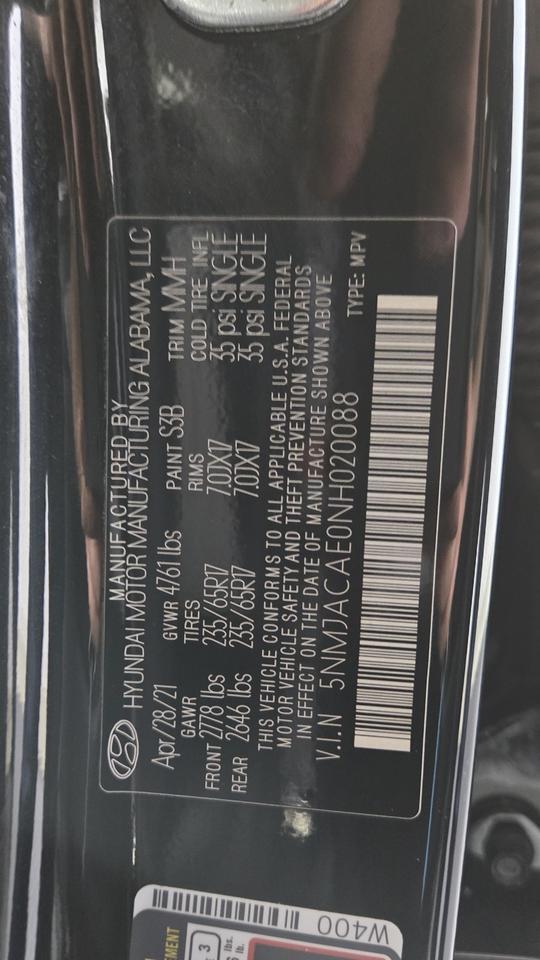 MANUFACTURED BY
HYUNDAI MOTOR MANUFACTURING ALABAMA, LLC
Apr/28/21 GVWR 4761 lbs PAINT S3B TRIM MMH
GAWR TIRES RIMS COLD TIRE INFL
FRONT 2778 lbs 235/65R17 7.0JX17 35 psi SINGLE
REAR 2646 lbs 235/65R17 7.0JX17 35 psi SINGLE
THIS VEHICLE CONFORMS TO ALL APPLICABLE U.S.A. FEDERAL
MOTOR VEHICLE SAFETY AND THEFT PREVENTION STANDARDS
IN EFFECT ON THE DATE OF MANUFACTURE SHOWN ABOVE
V.I.N 5NMJACAE0NH020088 TYPE: MPV
W400
3
lbs.
lb.